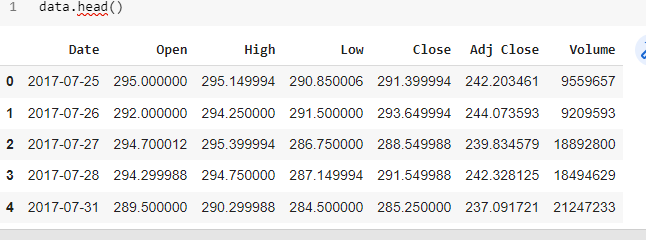 1 data.head()
Date Open High Low Close Adj Close Volume
0 2017-07-25 295.000000 295.149994 290.850006 291.399994 242.203461 9559657
1 2017-07-26 292.000000 294.250000 291.500000 293.649994 244.073593 9209593
2 2017-07-27 294.700012 295.399994 286.750000 288.549988 239.834579 18892800
3 2017-07-28 294.299988 294.750000 287.149994 291.549988 242.328125 18494629
4 2017-07-31 289.500000 290.299988 284.500000 285.250000 237.091721 21247233